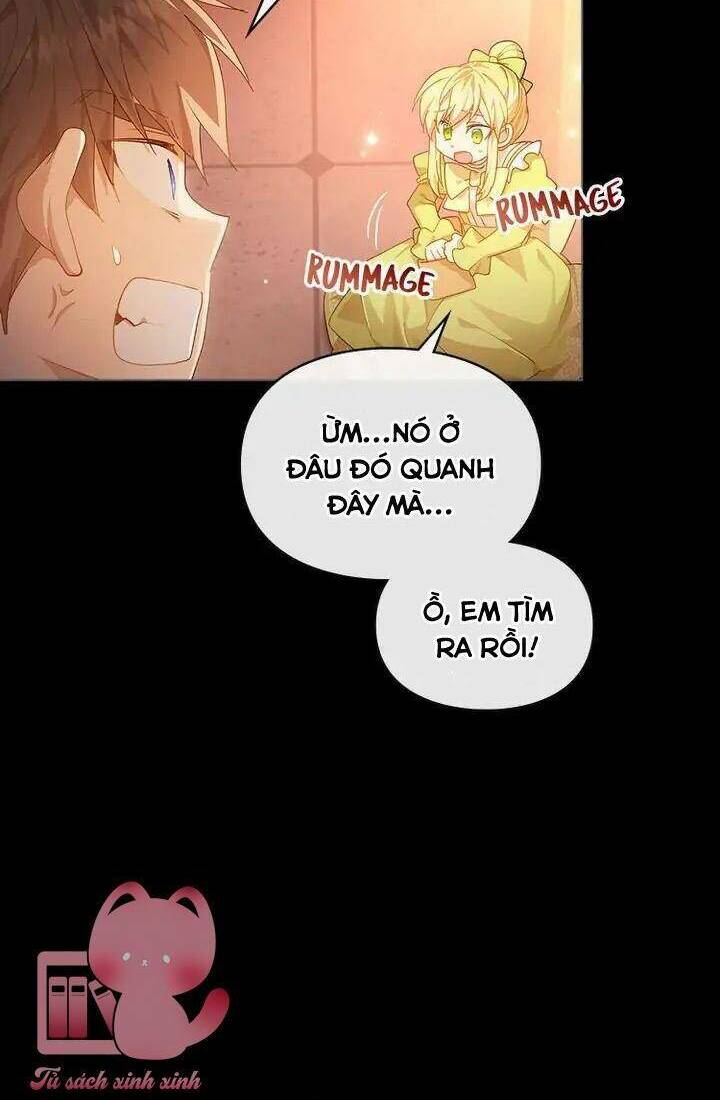 RUMMAGE
RUMMAGE
ỪM...NÓ Ở
ĐÂU ĐÓ QUANH
ĐÂY MÀ...
Ồ, EM TÌM
RA RỒI!
Tủ sách xinh xinh